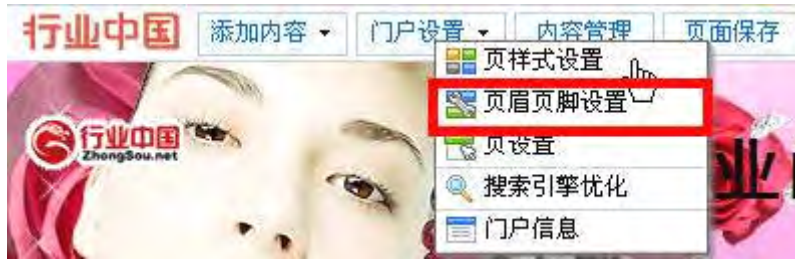 行业中国 添加内容 门户设置 内容管理 页面保存
页样式设置
页眉页脚设置
行业中国
ZhongSou.net
页设置
业
搜索引擎优化
门户信息